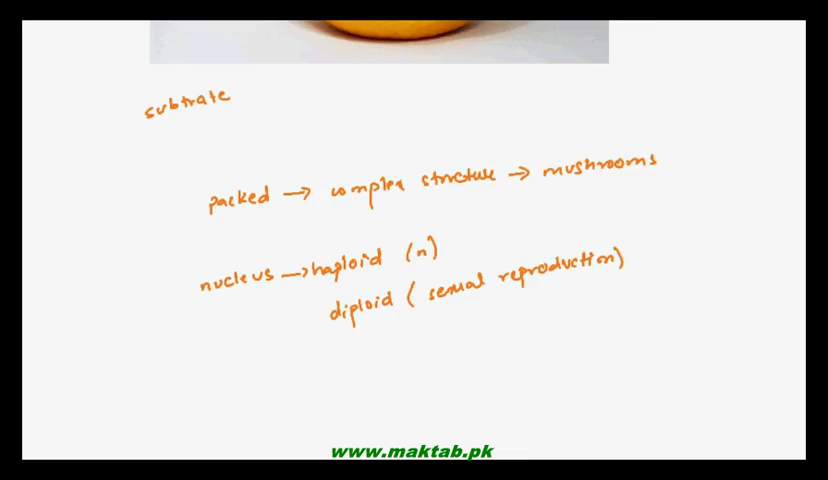 subtrate
packed → complex structure → mushrooms
nucleus → haploid (n)
diploid ( sexual reproduction)
www.maktab.pk